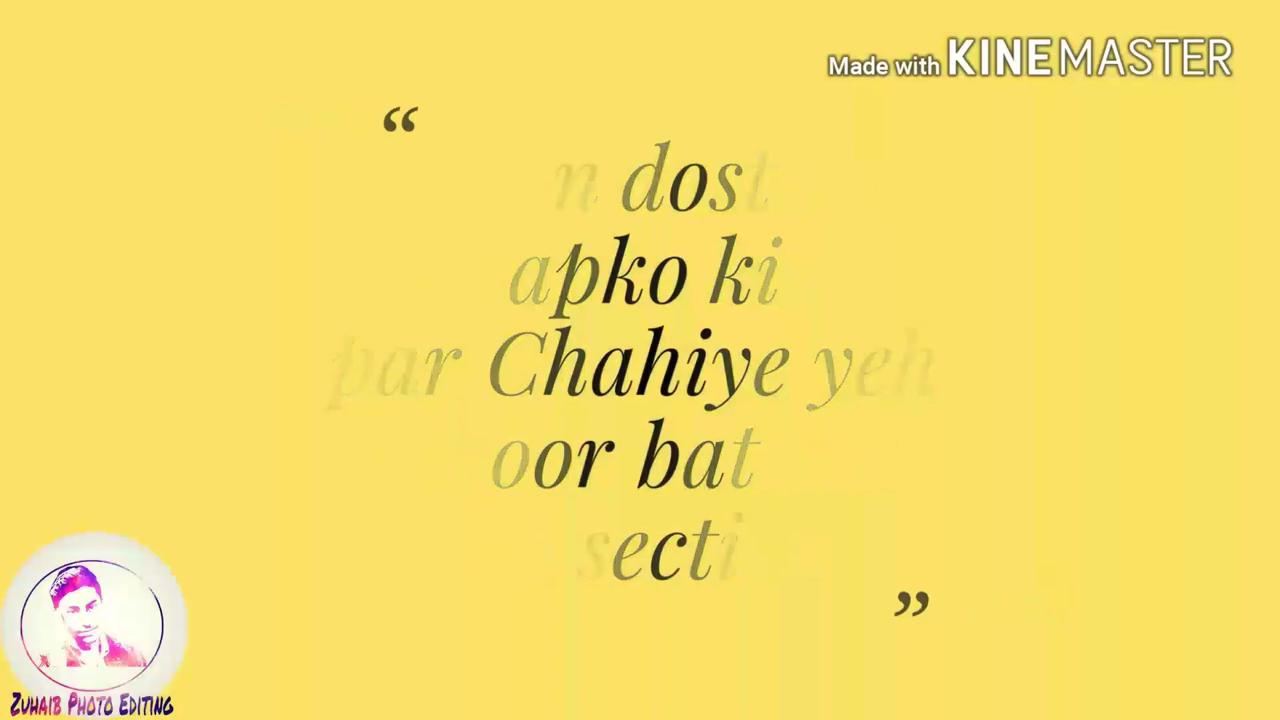 Made with KINEMASTER
“
n dost
apko ki
par Chahiye yeh
oor bat
secti
”
ZUHAIB PHOTO EDITING